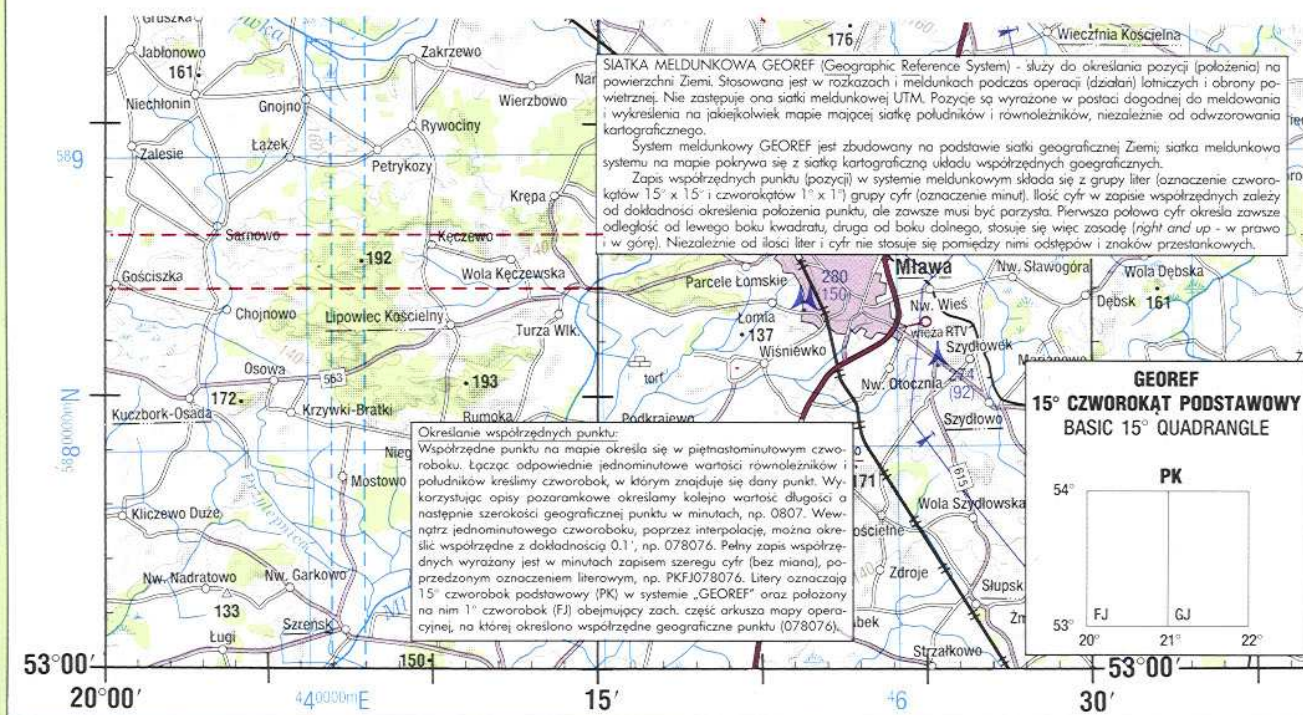 Gruszka
176
Wieczfnia Kościelna
Jabłonowo
161
Zakrzewo
Niechłonin
Gnojno
Wierzbowo
Rywociny
Łążek
Petrykozy
Zalesie
160
589
Krępa
140
SIATKA MELDUNKOWA GEOREF (Geographic Reference System) - służy do określania pozycji (położenia) na
powierzchni Ziemi. Stosowana jest w rozkazach i meldunkach podczas operacji (działań) lotniczych i obrony po-
wietrznej. Nie zastępuje ona siatki meldunkowej UTM. Pozycje są wyrażone w postaci dogodnej do meldowania
i wykreślenia na jakiejkolwiek mapie mającej siatkę południków i równoleżników, niezależnie od odwzorowania
kartograficznego.
System meldunkowy GEOREF jest zbudowany na podstawie siatki geograficznej Ziemi; siatka meldunkowa
systemu na mapie pokrywa się z siatką kartograficzną układu współrzędnych goegraficznych.
Zapis współrzędnych punktu (pozycji) w systemie meldunkowym składa się z grupy liter (oznaczenie czworo-
kątów 15° x 15° i czworokątów 1° x 1°) grupy cyfr (oznaczenie minut). Ilość cyfr w zapisie współrzędnych zależy
od dokładności określenia położenia punktu, ale zawsze musi być parzysta. Pierwsza połowa cyfr określa zawsze
odległość od lewego boku kwadratu, druga od boku dolnego, stosuje się więc zasadę (right and up - w prawo
i w górę). Niezależnie od ilości liter i cyfr nie stosuje się pomiędzy nimi odstępów i znaków przestankowych.
Sarnowo
Kęczewo
192
Wola Kęczewska
Gościszka
Chojnowo
Lipowiec Kościelny
Turza Wlk.
140
Osowa
563
193
172
Kuczbork-Osada
Krzywki-Bratki
Rumoka
5880000mN
Parcele Łomskie
280
150
Mława
Nw. Sławogóra
Wola Dębska
Dębsk
161
Łomia
137
Nw. Wieś
wieża RTV
Wiśniewko
Szydłówek
274
(92)
Nw. Otocznia
Szydłowo
torf
Podkrajewo
Mostowo
Kliczewo Duże
Przylepnica
Nw. Nadratowo
133
Nw. Garkowo
Szreńsk
Ługi
150
Określanie współrzędnych punktu:
Współrzędne punktu na mapie określa się w piętnastominutowym czwo-
roboku. Łącząc odpowiednie jednominutowe wartości równoleżników i
południków kreślimy czworobok, w którym znajduje się dany punkt. Wy-
korzystując opisy pozaramkowe określamy kolejno wartość długości a
następnie szerokości geograficznej punktu w minutach, np. 0807. Wew-
nątrz jednominutowego czworoboku, poprzez interpolację, można okre-
ślić współrzędne z dokładnością 0.1', np. 078076. Pełny zapis współrzę-
dnych wyrażany jest w minutach zapisem szeregu cyfr (bez miana), po-
przedzonym oznaczeniem literowym, np. PKFJ078076. Litery oznaczają
15° czworobok podstawowy (PK) w systemie „GEOREF" oraz położony
na nim 1° czworobok (FJ) obejmujący zach. część arkusza mapy opera-
cyjnej, na której określono współrzędne geograficzne punktu (078076).
171
615
Wola Szydłowska
Zdroje
140
Słupsk
Strzałkowo
GEOREF
15° CZWOROKĄT PODSTAWOWY
BASIC 15° QUADRANGLE
PK
54°
53°
FJ
GJ
20°
21°
22°
53°00'
53°00'
20°00'
440000mE
15'
46
30'